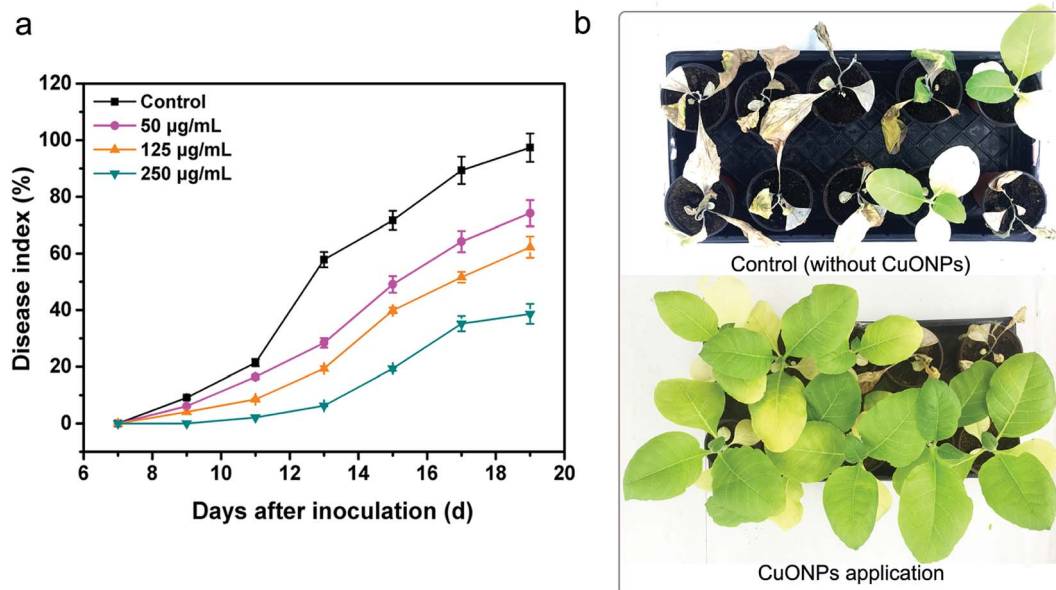 a
120
100
80
60
40
20
0
Disease index (%)
Control
50 μg/mL
125 μg/mL
250 μg/mL
6 8 10 12 14 16 18 20
Days after inoculation (d)
b
Control (without CuONPs)
CuONPs application